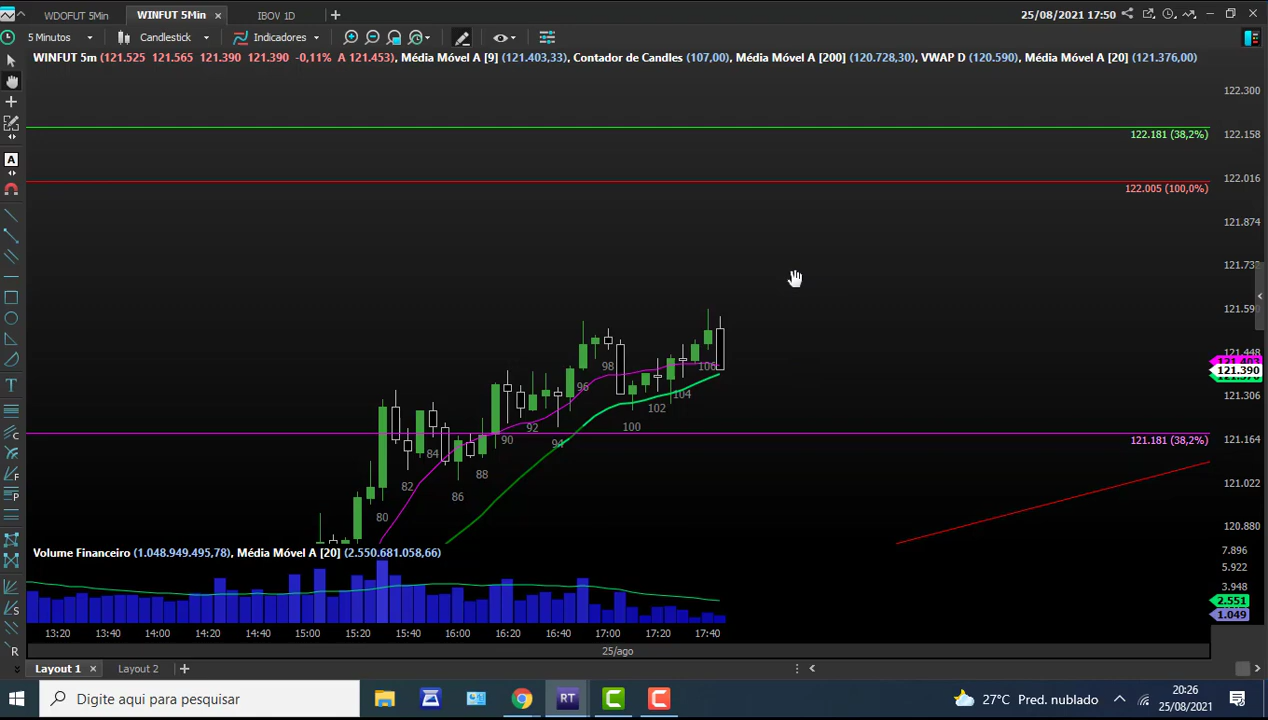 WDOFUT 5Min WINFUT 5Min × IBOV 1D + 25/08/2021 17:50
5 Minutos Candlestick Indicadores
WINFUT 5m (121.525 121.565 121.390 121.390 -0,11% A 121.453), Média Móvel A [9] (121.403,33), Contador de Candles (107,00), Média Móvel A [200] (120.728,30), VWAP D (120.590), Média Móvel A [20] (121.376,00)
122.300
122.181 (38,2%) 122.158
122.005 (100,0%) 122.016
121.874
121.590
121.448
121.403
121.390
121.306
121.181 (38,2%) 121.164
121.022
120.880
80 82 84 86 88 90 92 94 96 98 100 102 104 106
Volume Financeiro (1.048.949.495,78), Média Móvel A [20] (2.550.681.058,66)
7.896
5.922
3.948
2.551
1.049
13:20 13:40 14:00 14:20 14:40 15:00 15:20 15:40 16:00 16:20 16:40 17:00 17:20 17:40
25/ago
A
T
C
F
P
S
R
Layout 1 × Layout 2 +
Digite aqui para pesquisar
RT
C
C
27°C Pred. nublado
20:26
25/08/2021